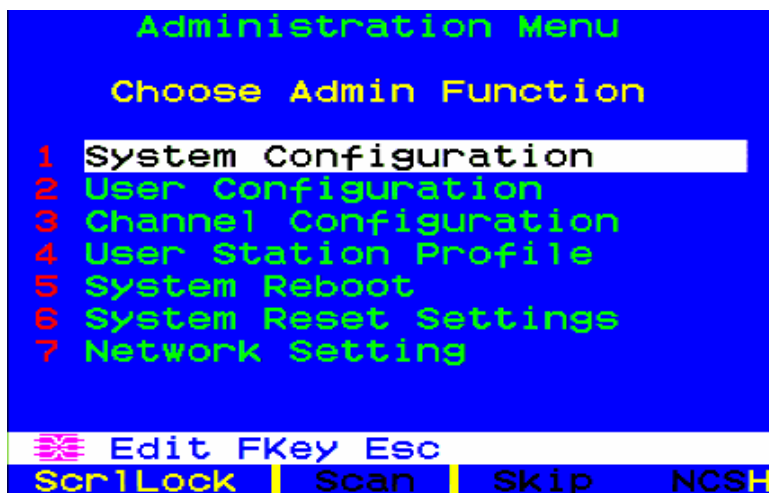 Administration Menu
Choose Admin Function
1 System Configuration
2 User Configuration
3 Channel Configuration
4 User Station Profile
5 System Reboot
6 System Reset Settings
7 Network Setting
Edit FKey Esc
ScrlLock Scan Skip NCSH